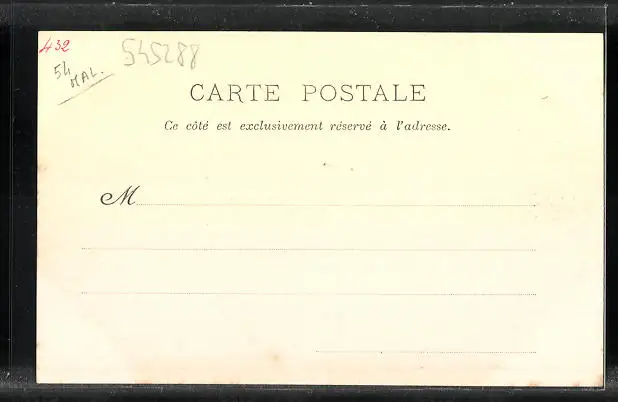 432
545288
54
MAL.
CARTE POSTALE
Ce côté est exclusivement réservé à l'adresse.
M